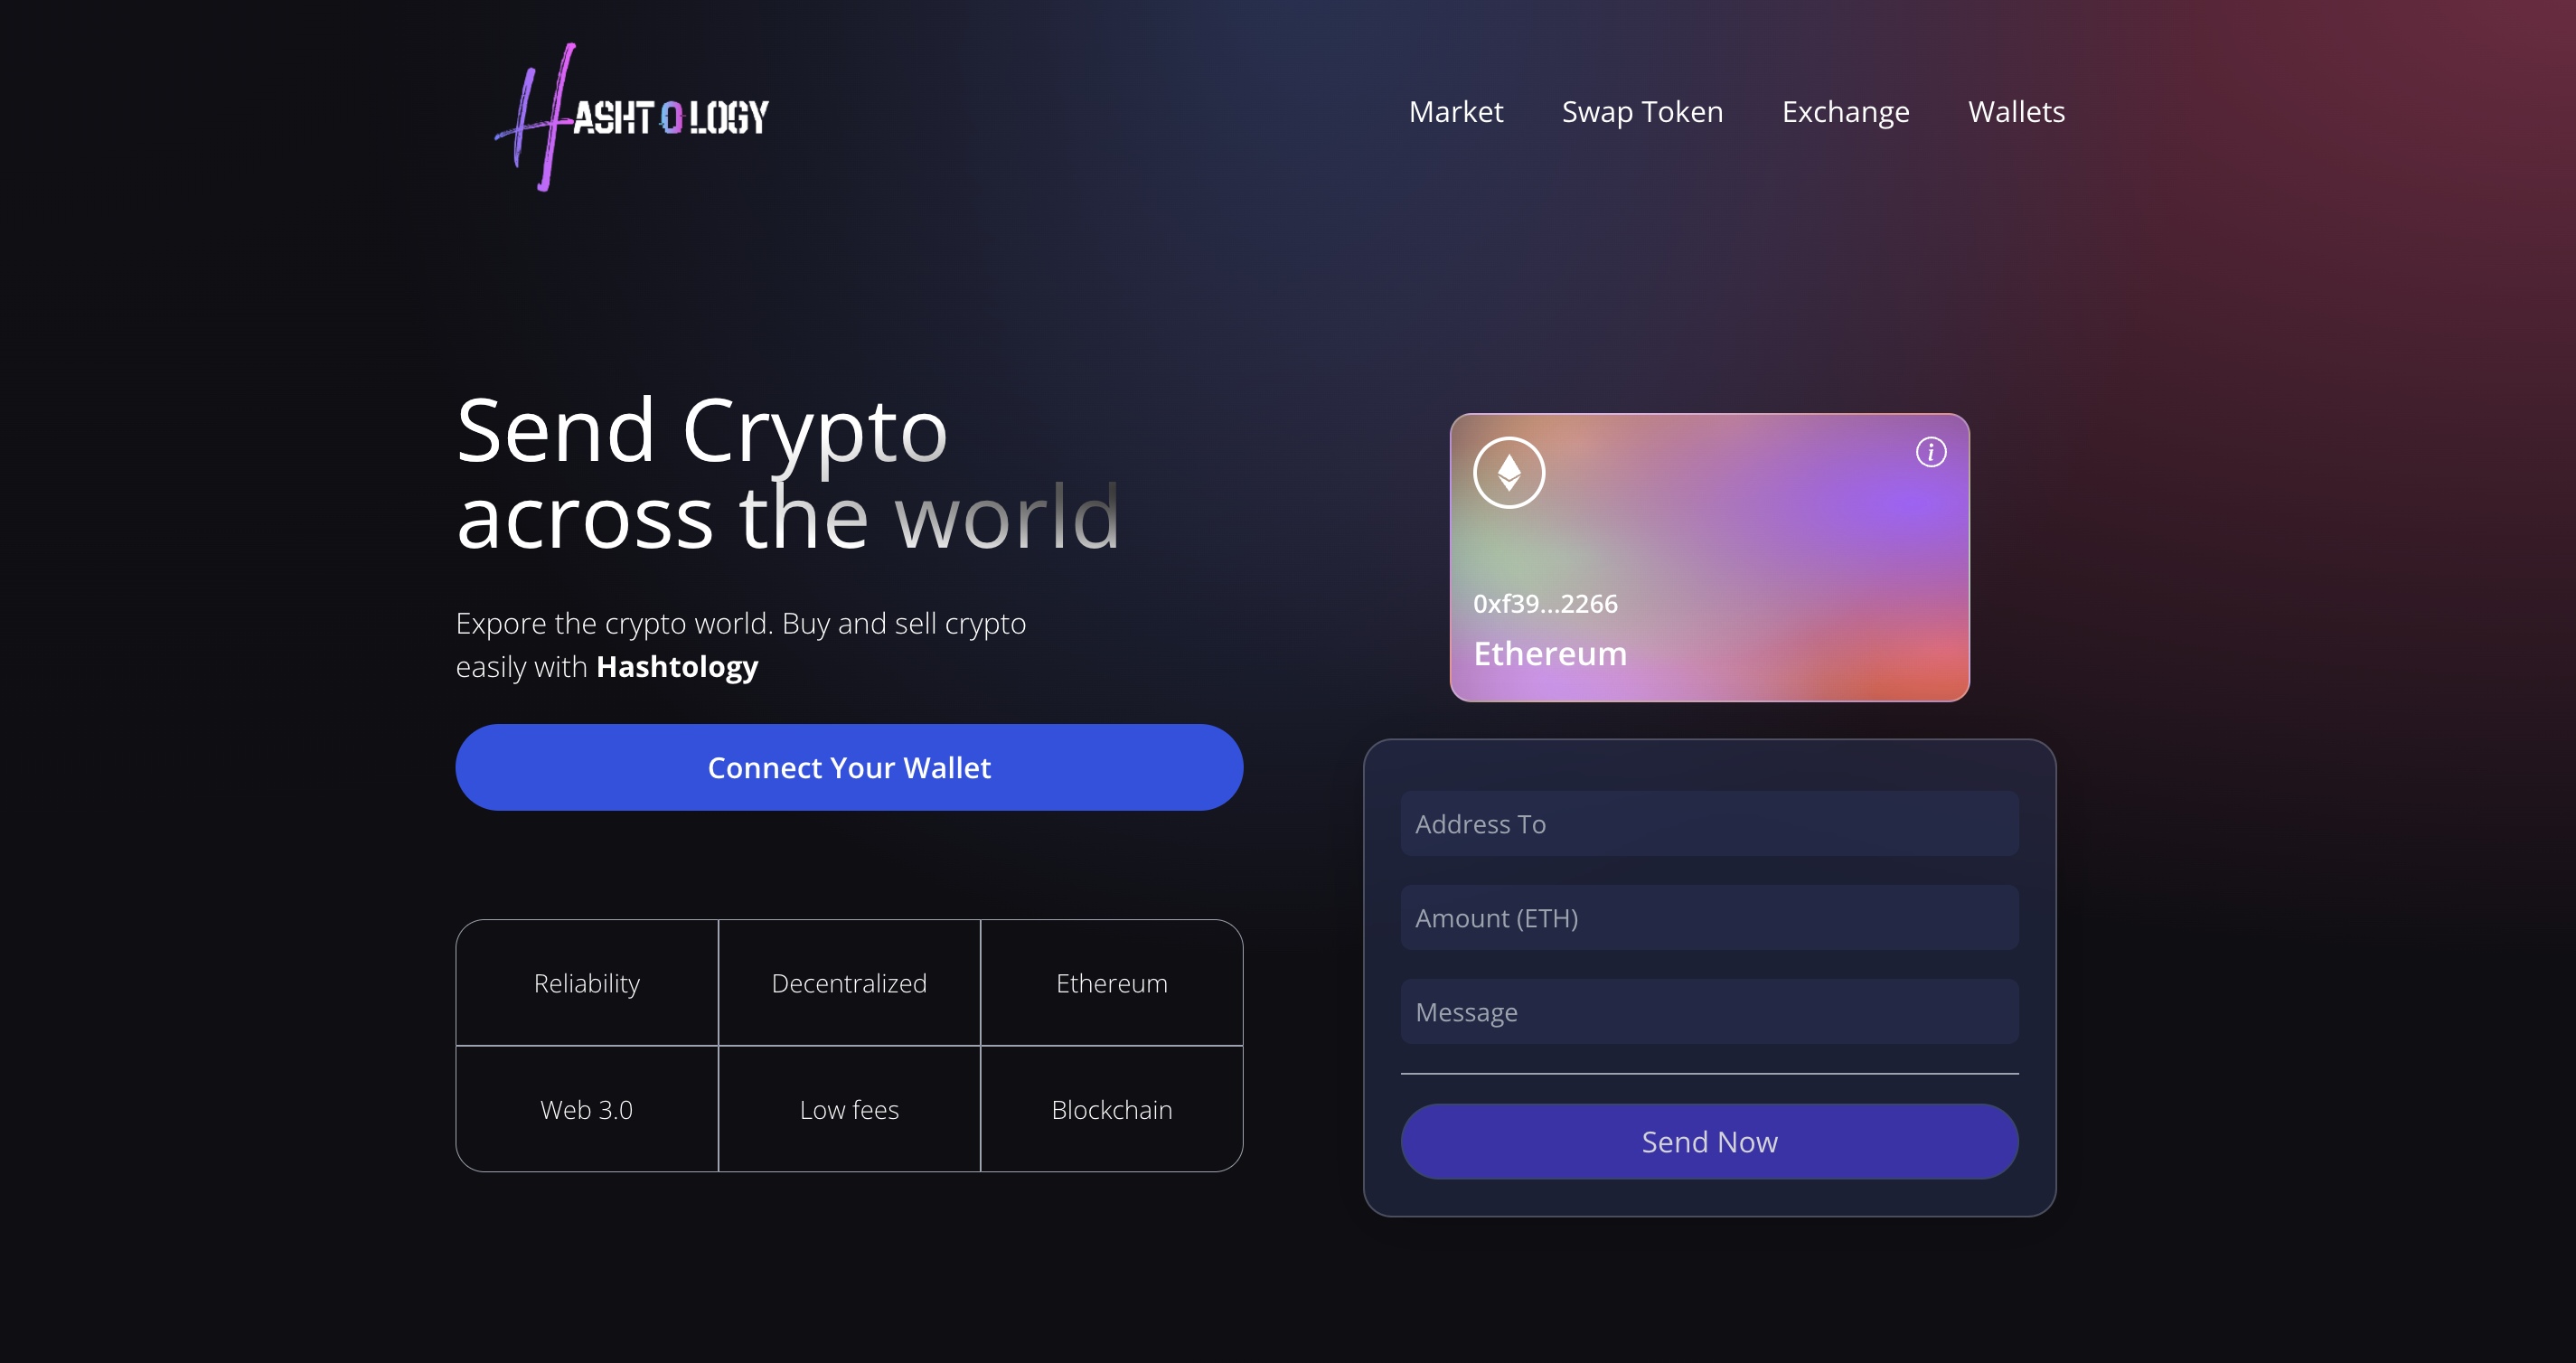 HASHTOLOGY
Market
Swap Token
Exchange
Wallets
Send Crypto
across the world
Expore the crypto world. Buy and sell crypto
easily with Hashtology
Connect Your Wallet
Reliability
Decentralized
Ethereum
Web 3.0
Low fees
Blockchain
i
0xf39...2266
Ethereum
Address To
Amount (ETH)
Message
Send Now